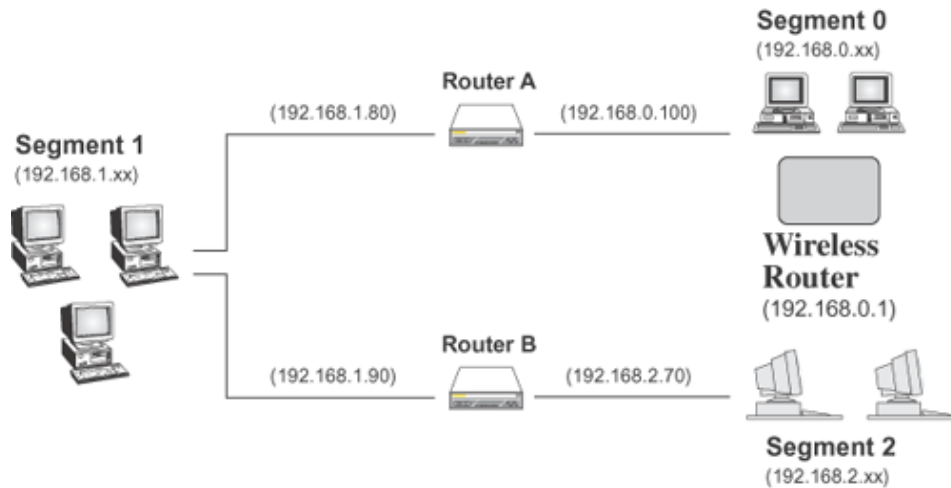 Segment 0
(192.168.0.xx)
Router A
(192.168.1.80)
(192.168.0.100)
Segment 1
(192.168.1.xx)
Wireless
Router
(192.168.0.1)
Router B
(192.168.1.90)
(192.168.2.70)
Segment 2
(192.168.2.xx)